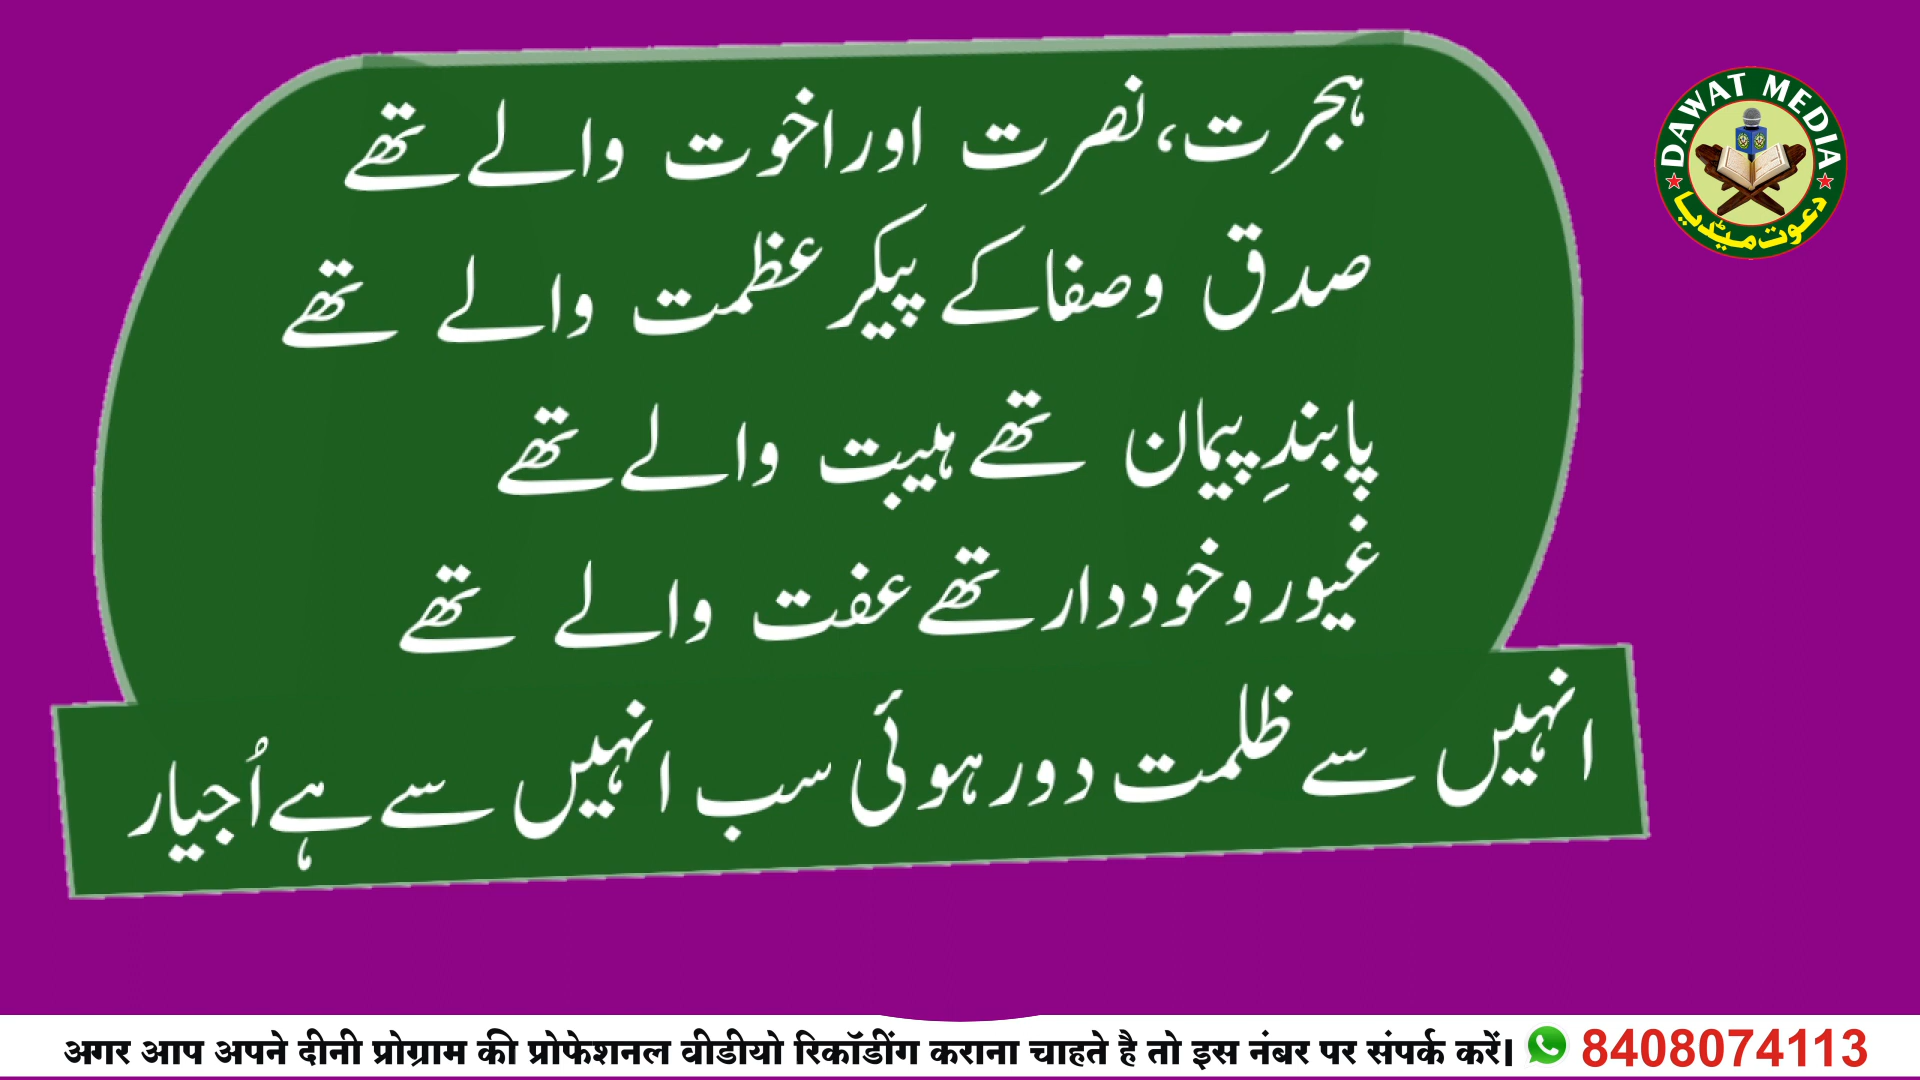 ہجرت، نصرت اور اخوت والے تھے
صدق وصفا کے پیکر عظمت والے تھے
پابندِ پیمان تھے ہیبت والے تھے
غیور و خوددار تھے عفت والے تھے
انہیں سے ظلمت دور ہوئی سب انہیں سے ہے اُجیار
DAWAT MEDIA
دعوت میڈیا
अगर आप अपने दीनी प्रोग्राम की प्रोफेशनल वीडीयो रिकॉर्डींग कराना चाहते है तो इस नंबर पर संपर्क करें। 8408074113